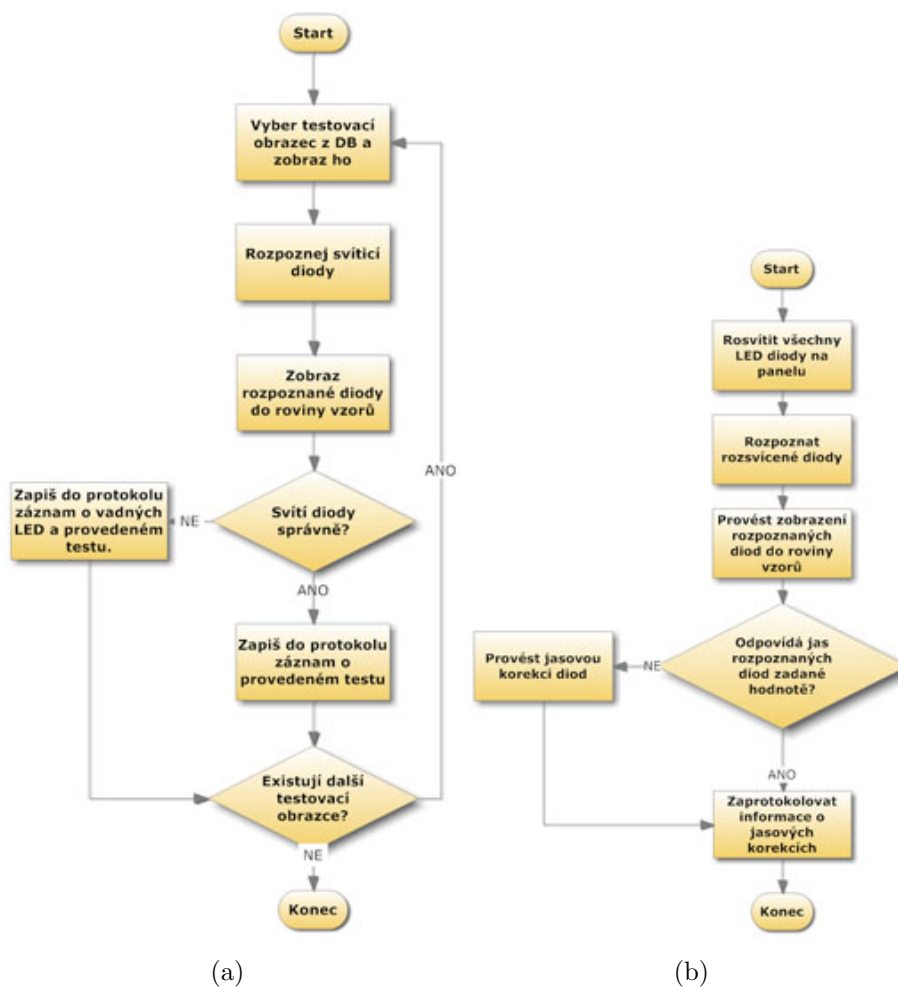 Start
Vyber testovací
obrazec z DB a
zobraz ho
Rozpoznej svíticí
diody
Zobraz
rozpoznané diody
do roviny vzorů
ANO
Svítí diody
správně?
NE
Zapiš do protokolu
záznam o vadných
LED a provedeném
testu.
ANO
Zapiš do protokolu
záznam o
provedeném testu
Existují další
testovací
obrazce?
NE
Konec
(a)
Start
Rosvítit všechny
LED diody na
panelu
Rozpoznat
rozsvícené diody
Provést zobrazení
rozpoznaných
diod do roviny
vzorů
Odpovídá jas
rozpoznaných
diod zadané
hodnotě?
NE
Provést jasovou
korekci diod
ANO
Zaprotokolovat
informace o
jasových
korekcích
Konec
(b)